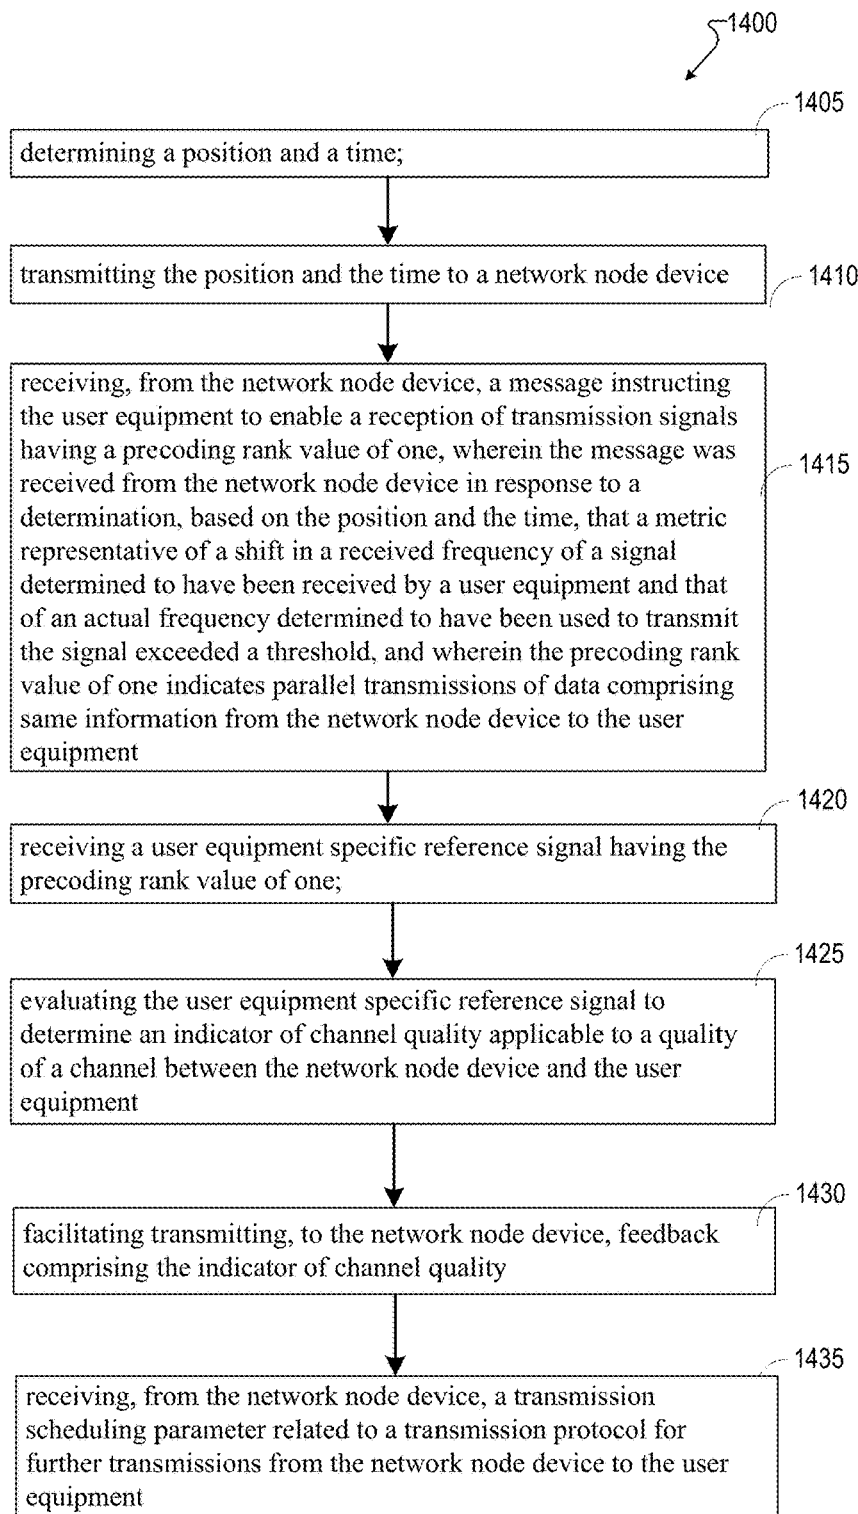 1400
1405
determining a position and a time;
transmitting the position and the time to a network node device
1410
receiving, from the network node device, a message instructing
the user equipment to enable a reception of transmission signals
having a precoding rank value of one, wherein the message was
received from the network node device in response to a
determination, based on the position and the time, that a metric
representative of a shift in a received frequency of a signal
determined to have been received by a user equipment and that
of an actual frequency determined to have been used to transmit
the signal exceeded a threshold, and wherein the precoding rank
value of one indicates parallel transmissions of data comprising
same information from the network node device to the user
equipment
1415
1420
receiving a user equipment specific reference signal having the
precoding rank value of one;
1425
evaluating the user equipment specific reference signal to
determine an indicator of channel quality applicable to a quality
of a channel between the network node device and the user
equipment
1430
facilitating transmitting, to the network node device, feedback
comprising the indicator of channel quality
1435
receiving, from the network node device, a transmission
scheduling parameter related to a transmission protocol for
further transmissions from the network node device to the user
equipment